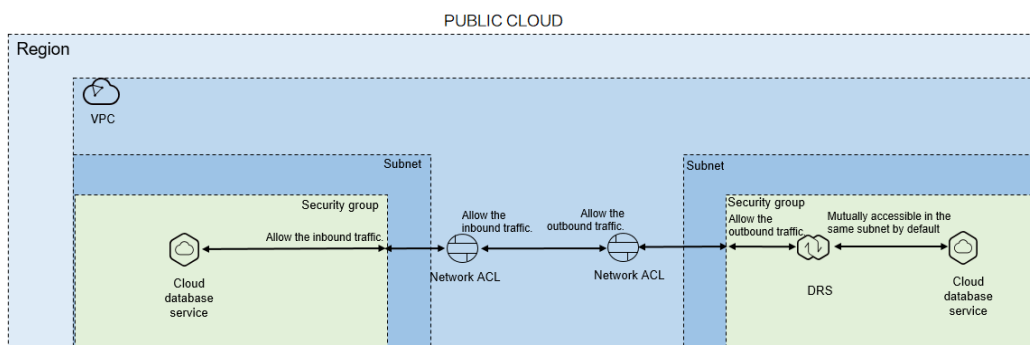 PUBLIC CLOUD
Region
VPC
Subnet
Subnet
Security group
Security group
Allow the inbound traffic.
Allow the
inbound traffic.
Allow the
outbound traffic.
Allow the
outbound traffic.
Mutually accessible in the
same subnet by default
Cloud
database
service
Network ACL
Network ACL
DRS
Cloud
database
service